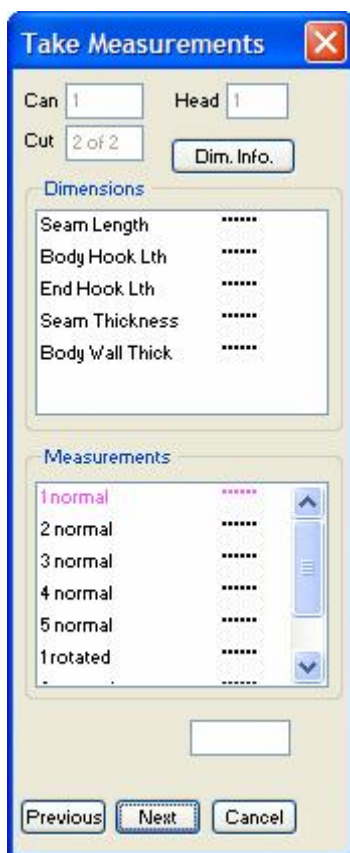 Take Measurements
Can 1 Head 1
Cut 2 of 2 Dim. Info.
Dimensions
Seam Length ******
Body Hook Lth ******
End Hook Lth ******
Seam Thickness ******
Body Wall Thick ******
Measurements
1 normal ******
2 normal ******
3 normal ******
4 normal ******
5 normal ******
1 rotated ******
Previous Next Cancel